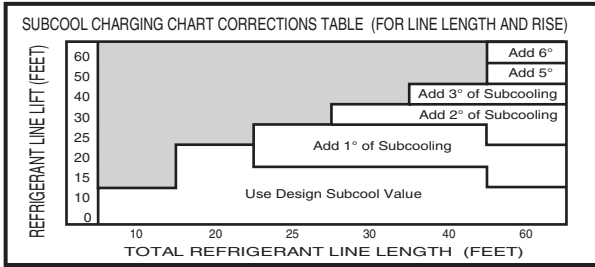 SUBCOOL CHARGING CHART CORRECTIONS TABLE (FOR LINE LENGTH AND RISE)
REFRIGERANT LINE LIFT (FEET)
60
50
40
30
25
20
15
10
0
Add 6°
Add 5°
Add 3° of Subcooling
Add 2° of Subcooling
Add 1° of Subcooling
Use Design Subcool Value
10 20 25 30 40 60
TOTAL REFRIGERANT LINE LENGTH (FEET)